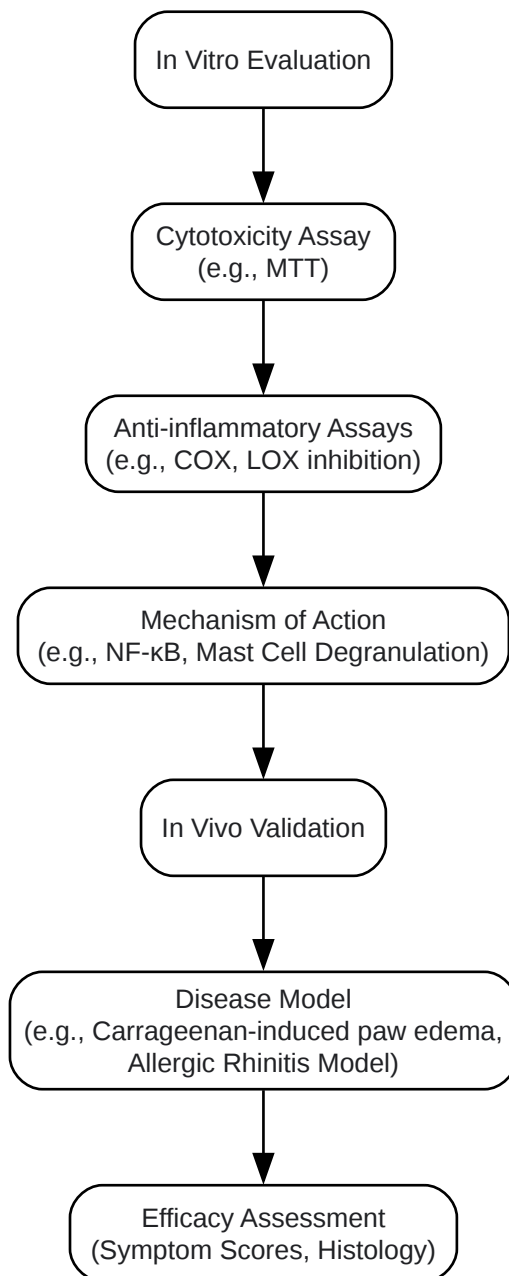 In Vitro Evaluation
Cytotoxicity Assay
(e.g., MTT)
Anti-inflammatory Assays
(e.g., COX, LOX inhibition)
Mechanism of Action
(e.g., NF-κB, Mast Cell Degranulation)
In Vivo Validation
Disease Model
(e.g., Carrageenan-induced paw edema,
Allergic Rhinitis Model)
Efficacy Assessment
(Symptom Scores, Histology)